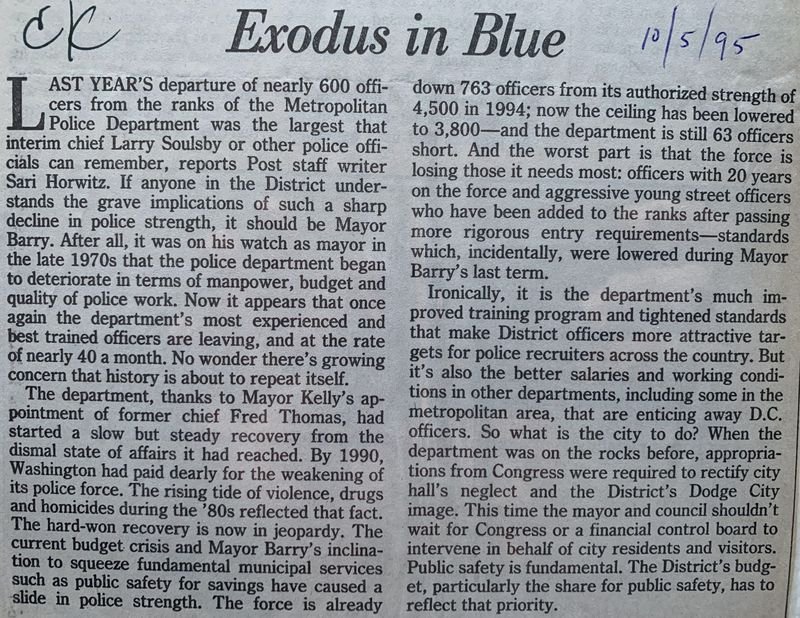 CK
Exodus in Blue
10/5/95
LAST YEAR'S departure of nearly 600 offi-
cers from the ranks of the Metropolitan
Police Department was the largest that
interim chief Larry Soulsby or other police offi-
cials can remember, reports Post staff writer
Sari Horwitz. If anyone in the District under-
stands the grave implications of such a sharp
decline in police strength, it should be Mayor
Barry. After all, it was on his watch as mayor in
the late 1970s that the police department began
to deteriorate in terms of manpower, budget and
quality of police work. Now it appears that once
again the department's most experienced and
best trained officers are leaving, and at the rate
of nearly 40 a month. No wonder there's growing
concern that history is about to repeat itself.
The department, thanks to Mayor Kelly's ap-
pointment of former chief Fred Thomas, had
started a slow but steady recovery from the
dismal state of affairs it had reached. By 1990,
Washington had paid dearly for the weakening of
its police force. The rising tide of violence, drugs
and homicides during the '80s reflected that fact.
The hard-won recovery is now in jeopardy. The
current budget crisis and Mayor Barry's inclina-
tion to squeeze fundamental municipal services
such as public safety for savings have caused a
slide in police strength. The force is already
down 763 officers from its authorized strength of
4,500 in 1994; now the ceiling has been lowered
to 3,800—and the department is still 63 officers
short. And the worst part is that the force is
losing those it needs most: officers with 20 years
on the force and aggressive young street officers
who have been added to the ranks after passing
more rigorous entry requirements—standards
which, incidentally, were lowered during Mayor
Barry's last term.
Ironically, it is the department's much im-
proved training program and tightened standards
that make District officers more attractive tar-
gets for police recruiters across the country. But
it's also the better salaries and working condi-
tions in other departments, including some in the
metropolitan area, that are enticing away D.C.
officers. So what is the city to do? When the
department was on the rocks before, appropria-
tions from Congress were required to rectify city
hall's neglect and the District's Dodge City
image. This time the mayor and council shouldn't
wait for Congress or a financial control board to
intervene in behalf of city residents and visitors.
Public safety is fundamental. The District's budg-
et, particularly the share for public safety, has to
reflect that priority.